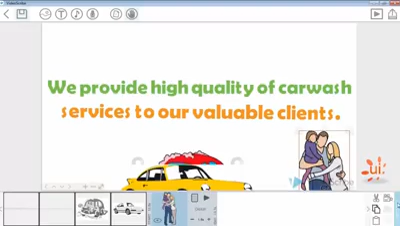 We provide high quality of carwash
services to our valuable clients.